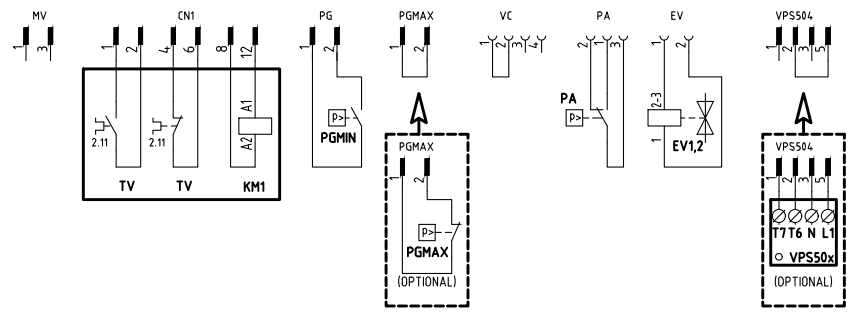 MV CN1 PG PGMAX VC PA EV VPS504
1 3 1 2 4 6 8 12 1 2 1 2 1 2 3 4 2 1 3 1 2 1 2 3 5
A1 2-3
PA
P>
2.11 2.11 P> A2 1
PGMIN EV1,2
PGMAX VPS504
TV TV KM1
1 2 1 2 3 5
P> T7 T6 N L1
PGMAX VPS50x
(OPTIONAL) (OPTIONAL)